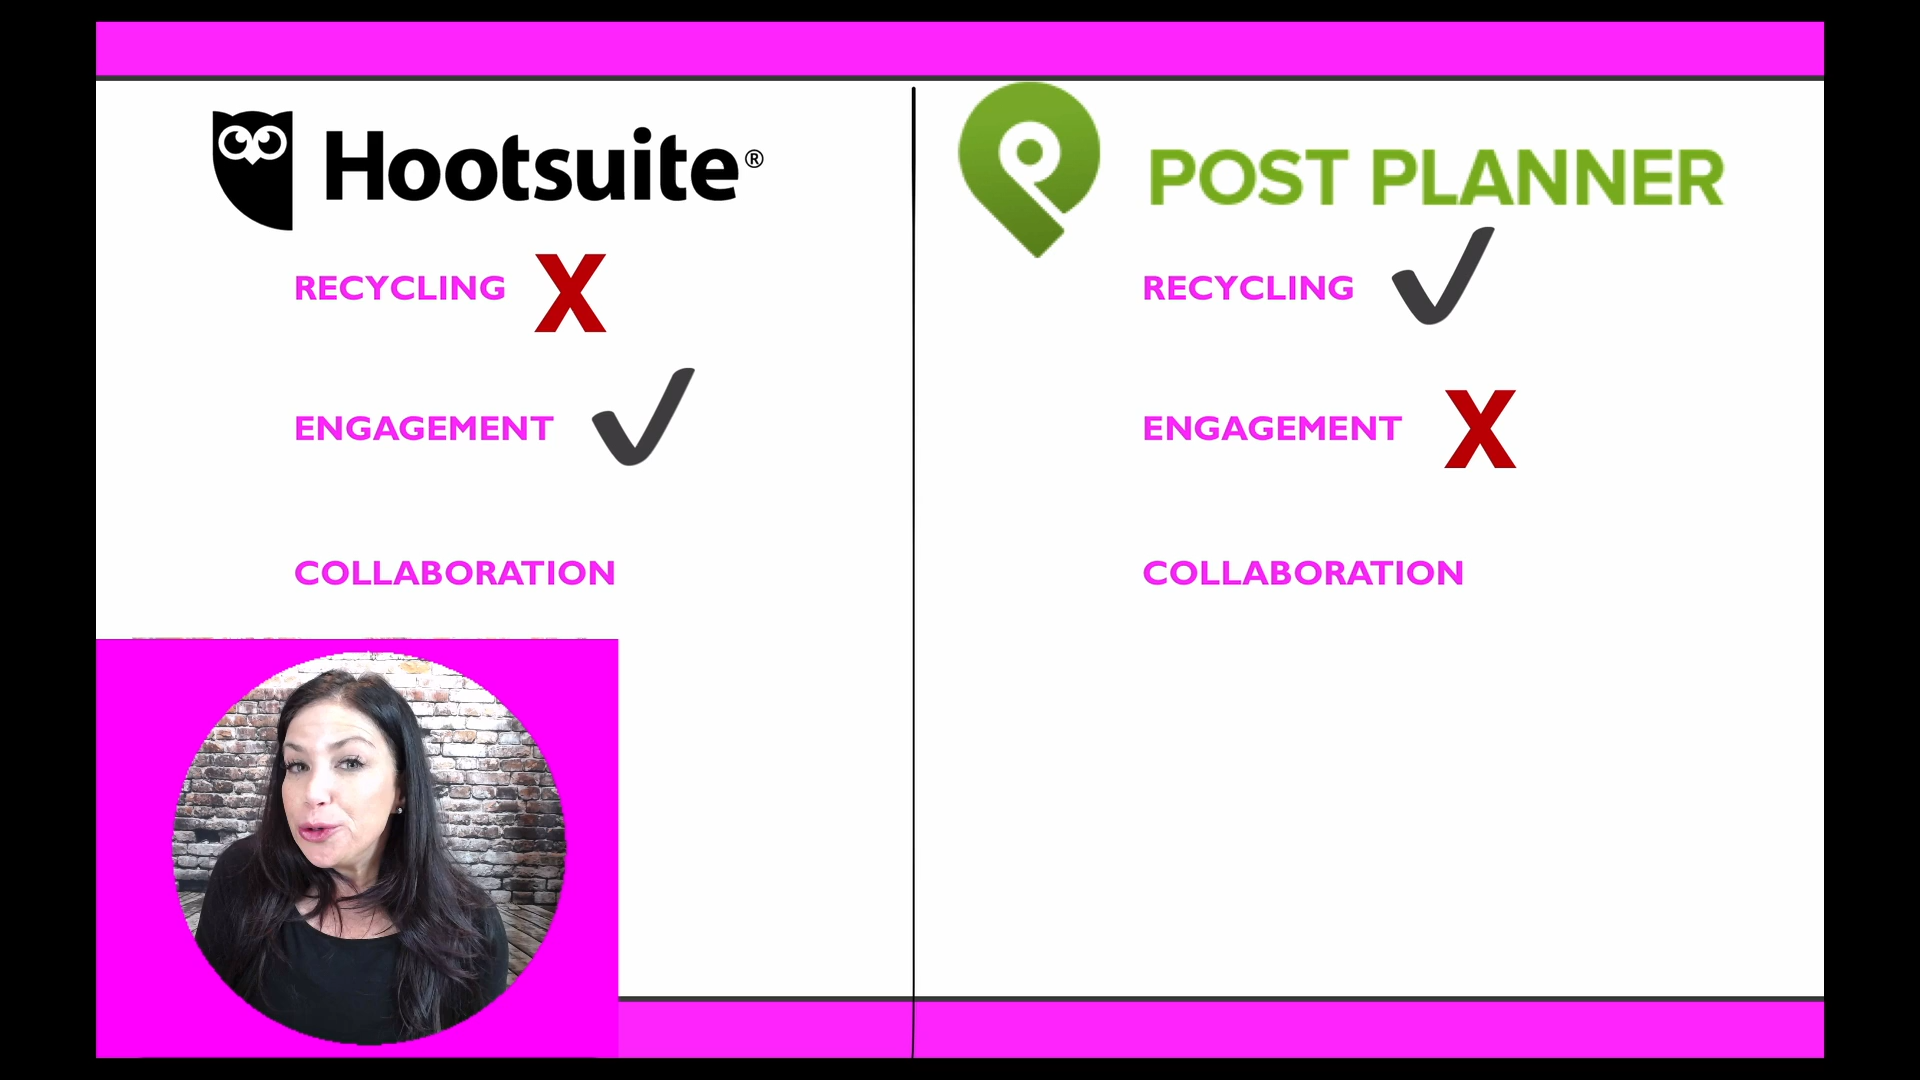 Hootsuite®
RECYCLING X
ENGAGEMENT ✓
COLLABORATION
POST PLANNER
RECYCLING ✓
ENGAGEMENT X
COLLABORATION